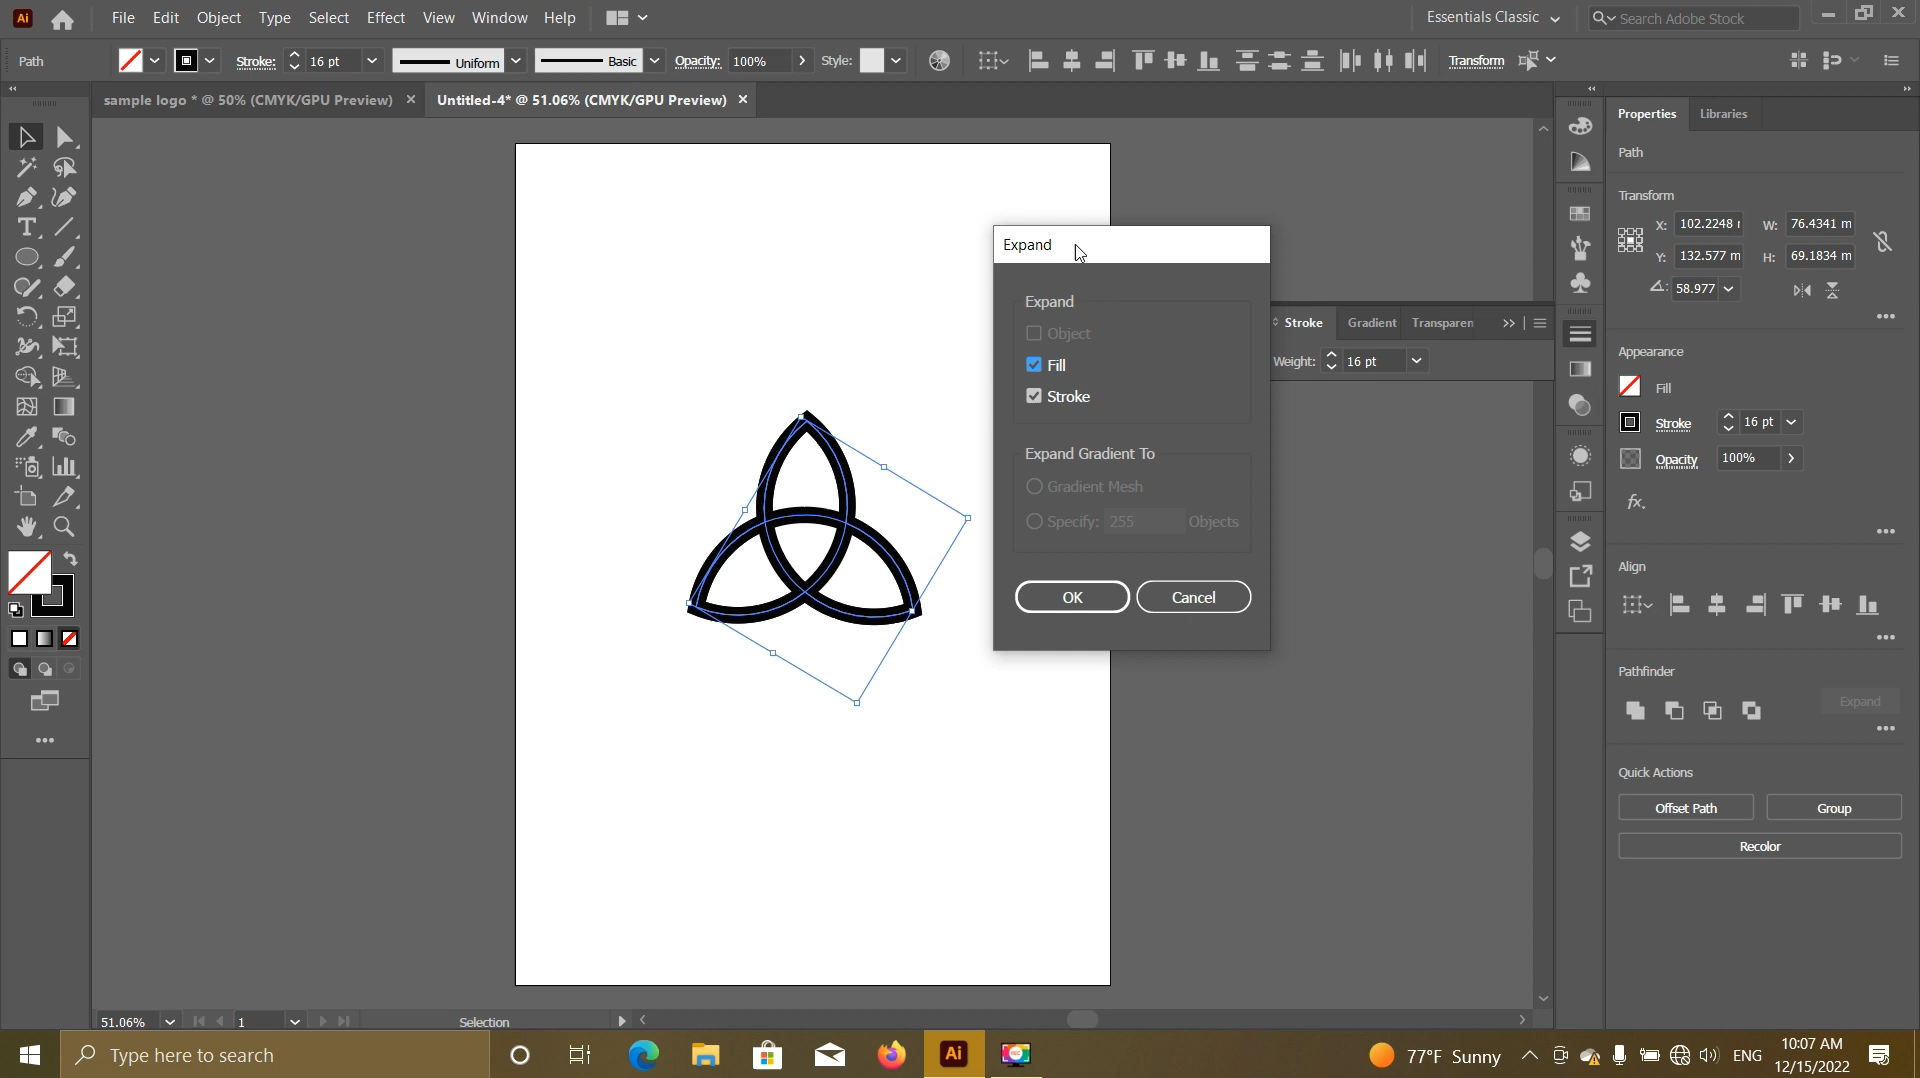 Ai File Edit Object Type Select Effect View Window Help Essentials Classic Search Adobe Stock
Path Stroke: 16 pt Uniform Basic Opacity: 100% Style: Transform
sample logo * @ 50% (CMYK/GPU Preview) Untitled-4* @ 51.06% (CMYK/GPU Preview)
Properties Libraries
Path
Transform
X: 102.2248 W: 76.4341 m
Y: 132.577 m H: 69.1834 m
58.977
Expand
Expand
Object
Fill
Stroke
Expand Gradient To
Gradient Mesh
Specify: 255 Objects
OK Cancel
Stroke Gradient Transparen
Weight: 16 pt
Appearance
Fill
Stroke 16 pt
Opacity 100%
fx.
Align
Pathfinder
Expand
Quick Actions
Offset Path Group
Recolor
51.06% 1 Selection
Type here to search Ai REC 77°F Sunny ENG 10:07 AM
12/15/2022